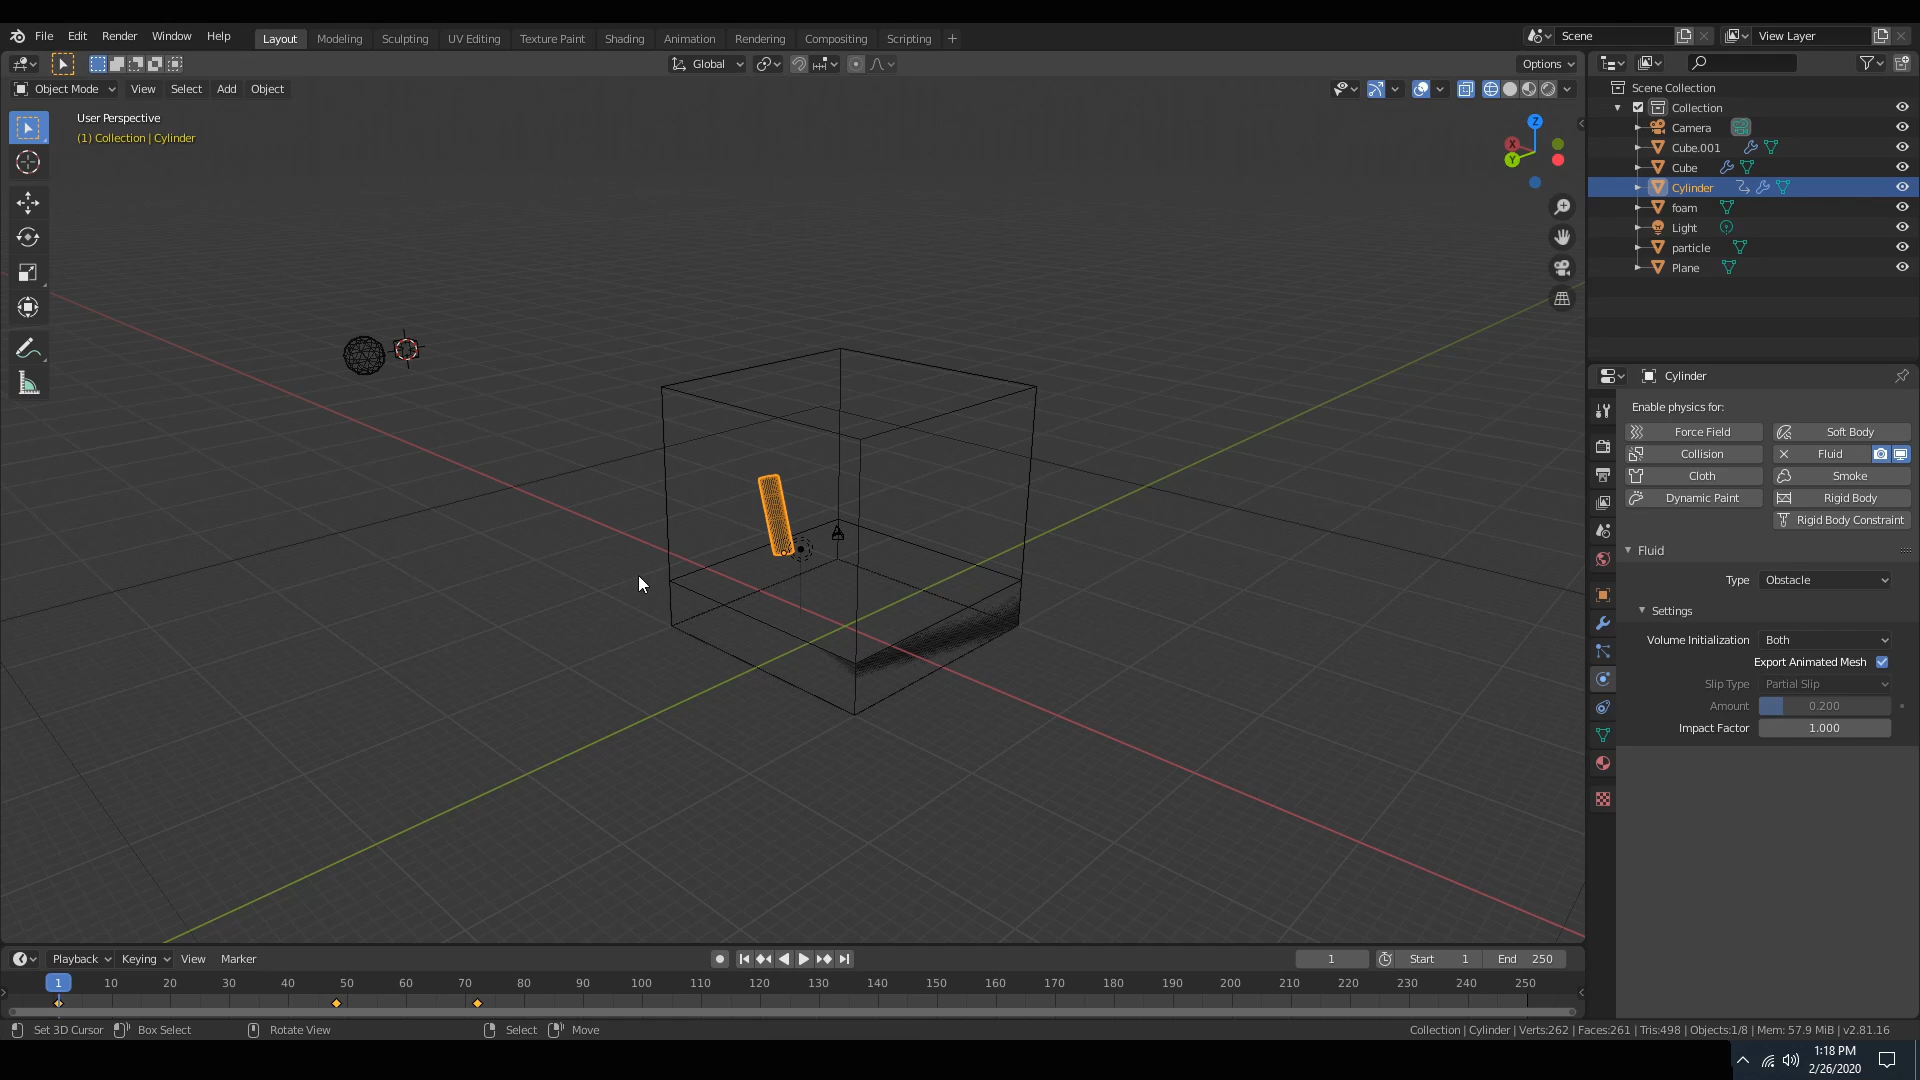 File Edit Render Window Help Layout Modeling Sculpting UV Editing Texture Paint Shading Animation Rendering Compositing Scripting + Scene View Layer
Global Options
Object Mode View Select Add Object
User Perspective
(1) Collection | Cylinder
Z
X
Y
Scene Collection
Collection
Camera
Cube.001
Cube
Cylinder
foam
Light
particle
Plane
Cylinder
Enable physics for:
Force Field Soft Body
Collision Fluid
Cloth Smoke
Dynamic Paint Rigid Body
Rigid Body Constraint
Fluid
Type Obstacle
Settings
Volume Initialization Both
Export Animated Mesh
Slip Type Partial Slip
Amount 0.200
Impact Factor 1.000
Playback Keying View Marker 1 Start 1 End 250
1 10 20 30 40 50 60 70 80 90 100 110 120 130 140 150 160 170 180 190 200 210 220 230 240 250
Set 3D Cursor Box Select Rotate View Select Move Collection | Cylinder | Verts:262 | Faces:261 | Tris:498 | Objects:1/8 | Mem: 57.9 MiB | v2.81.16
1:18 PM
2/26/2020